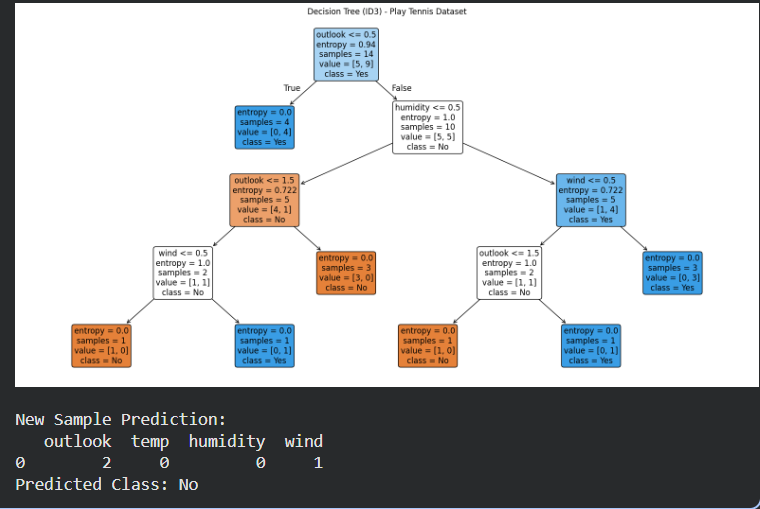 Decision Tree (ID3) - Play Tennis Dataset
outlook <= 0.5
entropy = 0.94
samples = 14
value = [5, 9]
class = Yes
True
False
entropy = 0.0
samples = 4
value = [0, 4]
class = Yes
humidity <= 0.5
entropy = 1.0
samples = 10
value = [5, 5]
class = No
outlook <= 1.5
entropy = 0.722
samples = 5
value = [4, 1]
class = No
wind <= 0.5
entropy = 0.722
samples = 5
value = [1, 4]
class = Yes
wind <= 0.5
entropy = 1.0
samples = 2
value = [1, 1]
class = No
entropy = 0.0
samples = 3
value = [3, 0]
class = No
outlook <= 1.5
entropy = 1.0
samples = 2
value = [1, 1]
class = No
entropy = 0.0
samples = 3
value = [0, 3]
class = Yes
entropy = 0.0
samples = 1
value = [1, 0]
class = No
entropy = 0.0
samples = 1
value = [0, 1]
class = Yes
entropy = 0.0
samples = 1
value = [1, 0]
class = No
entropy = 0.0
samples = 1
value = [0, 1]
class = Yes
New Sample Prediction:
outlook temp humidity wind
0 2 0 0 1
Predicted Class: No